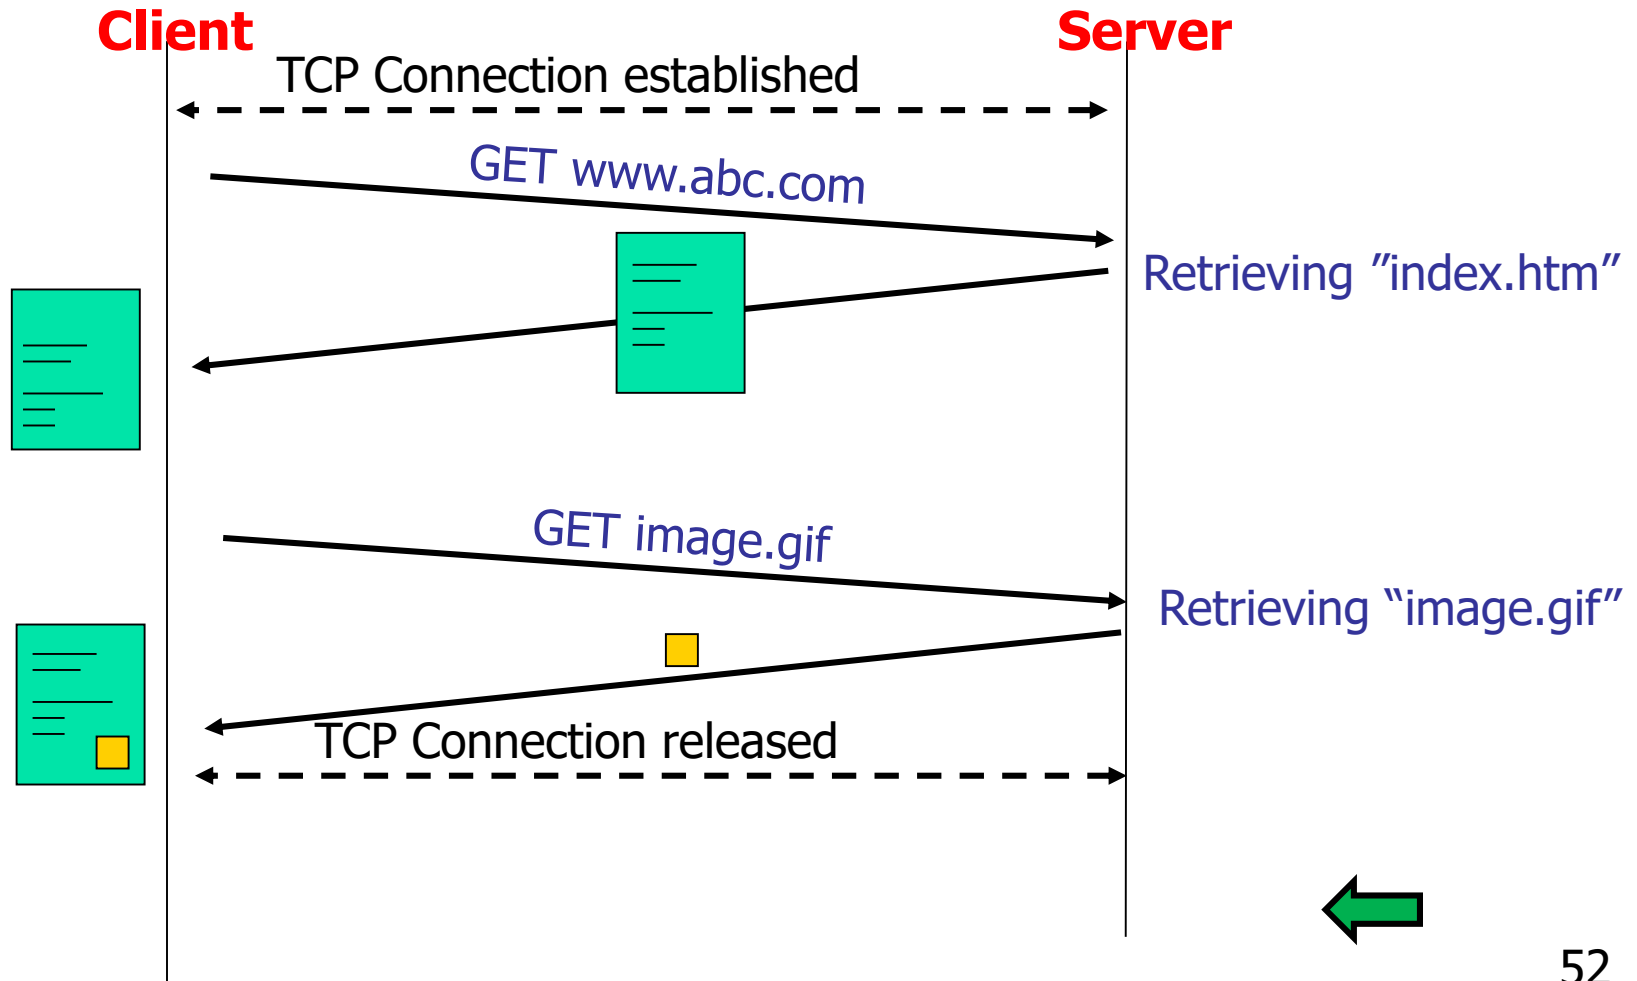 Client
Server
TCP Connection established
GET www.abc.com
Retrieving ”index.htm”
GET image.gif
Retrieving “image.gif”
TCP Connection released
52